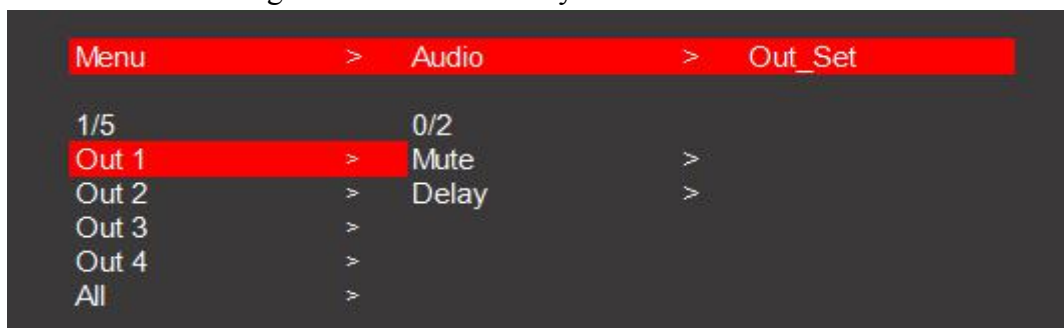 Menu > Audio > Out_Set
1/5 0/2
Out 1 > Mute >
Out 2 > Delay >
Out 3 >
Out 4 >
All >